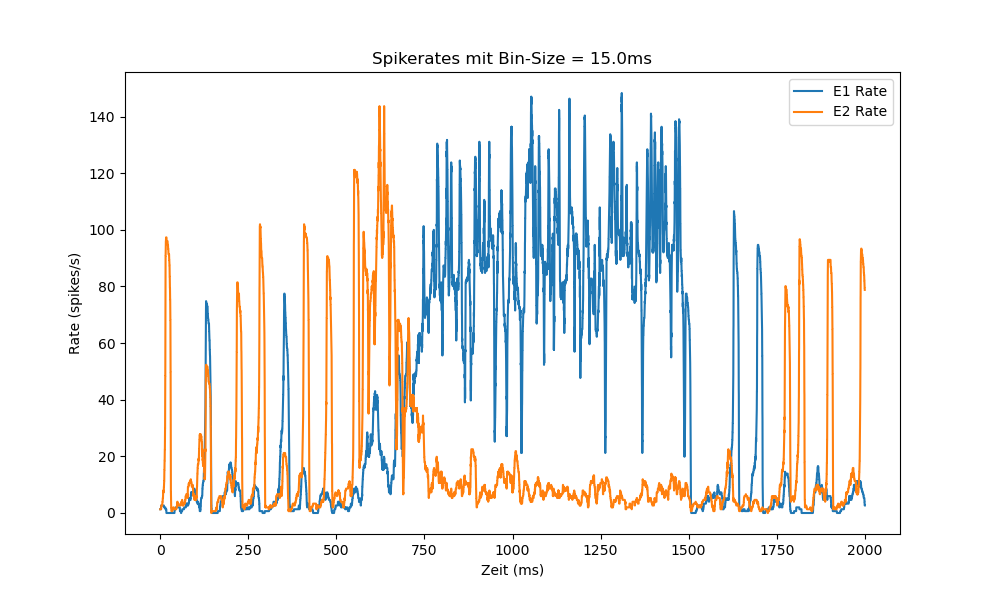 Spikerates mit Bin-Size = 15.0ms
E1 Rate
E2 Rate
Rate (spikes/s)
140
120
100
80
60
40
20
0
0 250 500 750 1000 1250 1500 1750 2000
Zeit (ms)